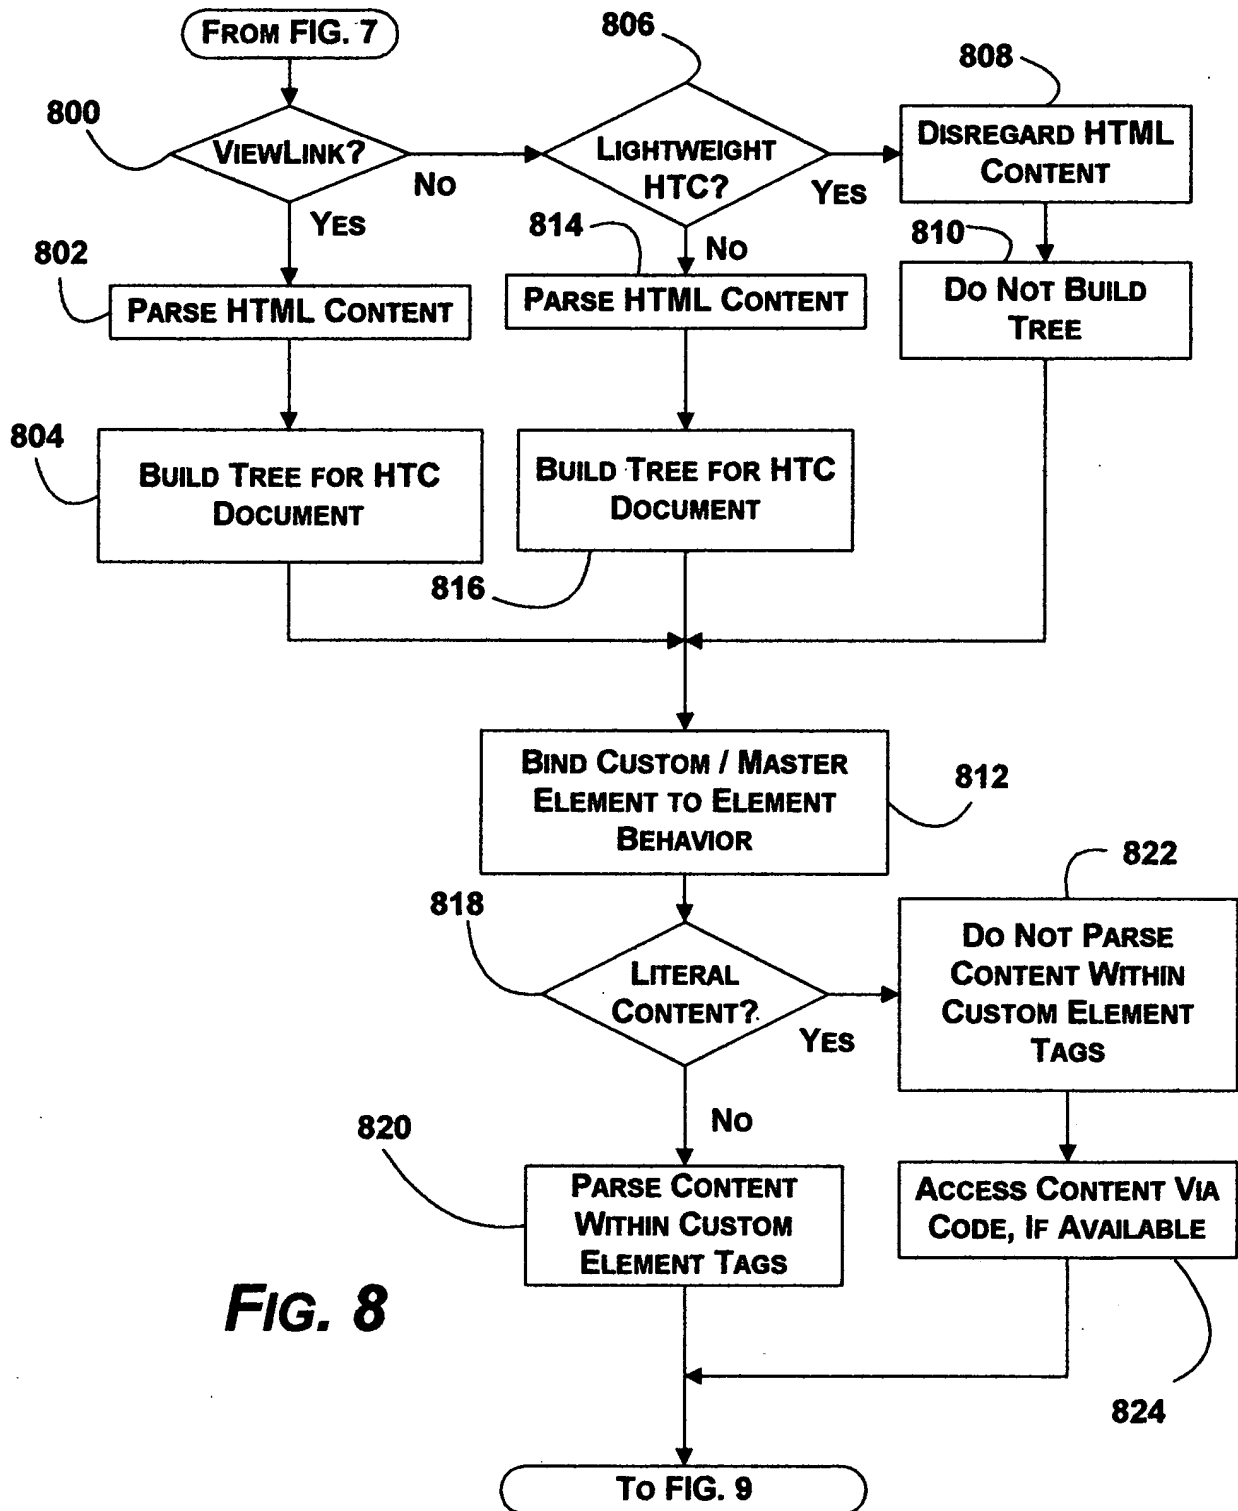 FROM FIG. 7
806
808
800
VIEWLINK?
NO
LIGHTWEIGHT
HTC?
YES
DISREGARD HTML
CONTENT
YES
802
814
NO
810
PARSE HTML CONTENT
PARSE HTML CONTENT
DO NOT BUILD
TREE
804
BUILD TREE FOR HTC
DOCUMENT
BUILD TREE FOR HTC
DOCUMENT
816
BIND CUSTOM / MASTER
ELEMENT TO ELEMENT
BEHAVIOR
812
822
818
LITERAL
CONTENT?
YES
DO NOT PARSE
CONTENT WITHIN
CUSTOM ELEMENT
TAGS
NO
820
PARSE CONTENT
WITHIN CUSTOM
ELEMENT TAGS
ACCESS CONTENT VIA
CODE, IF AVAILABLE
FIG. 8
824
TO FIG. 9